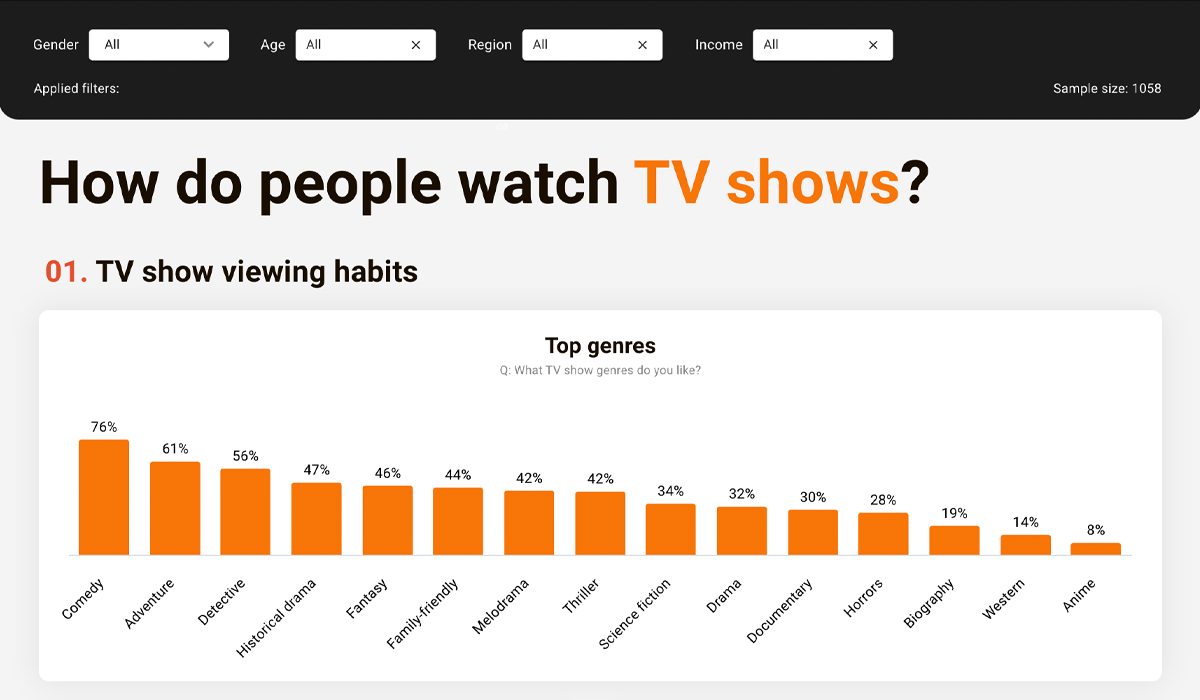 Gender All Age All Region All Income All
Applied filters: Sample size: 1058
How do people watch TV shows?
01. TV show viewing habits
Top genres
Q: What TV show genres do you like?
76% 61% 56% 47% 46% 44% 42% 42% 34% 32% 30% 28% 19% 14% 8%
Comedy Adventure Detective Historical drama Fantasy Family-friendly Melodrama Thriller Science fiction Drama Documentary Horrors Biography Western Anime